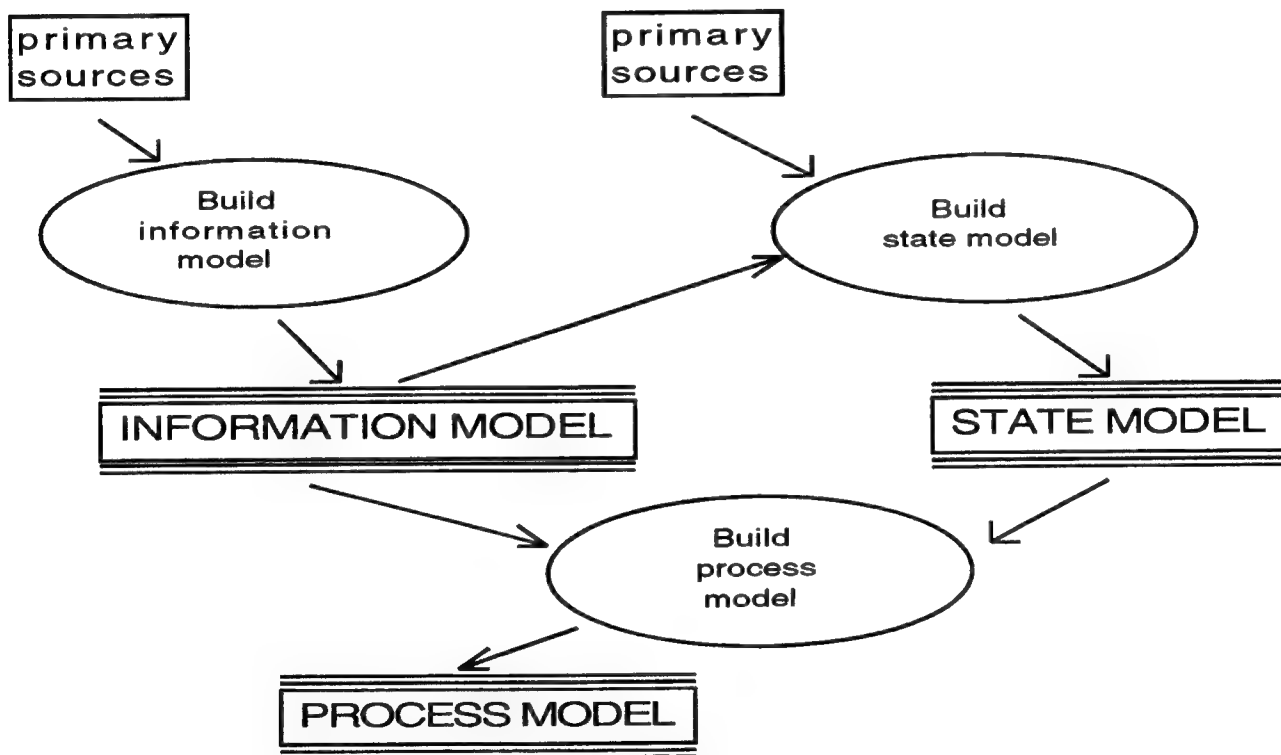 primary
sources
primary
sources
Build
information
model
Build
state model
INFORMATION MODEL
STATE MODEL
Build
process
model
PROCESS MODEL